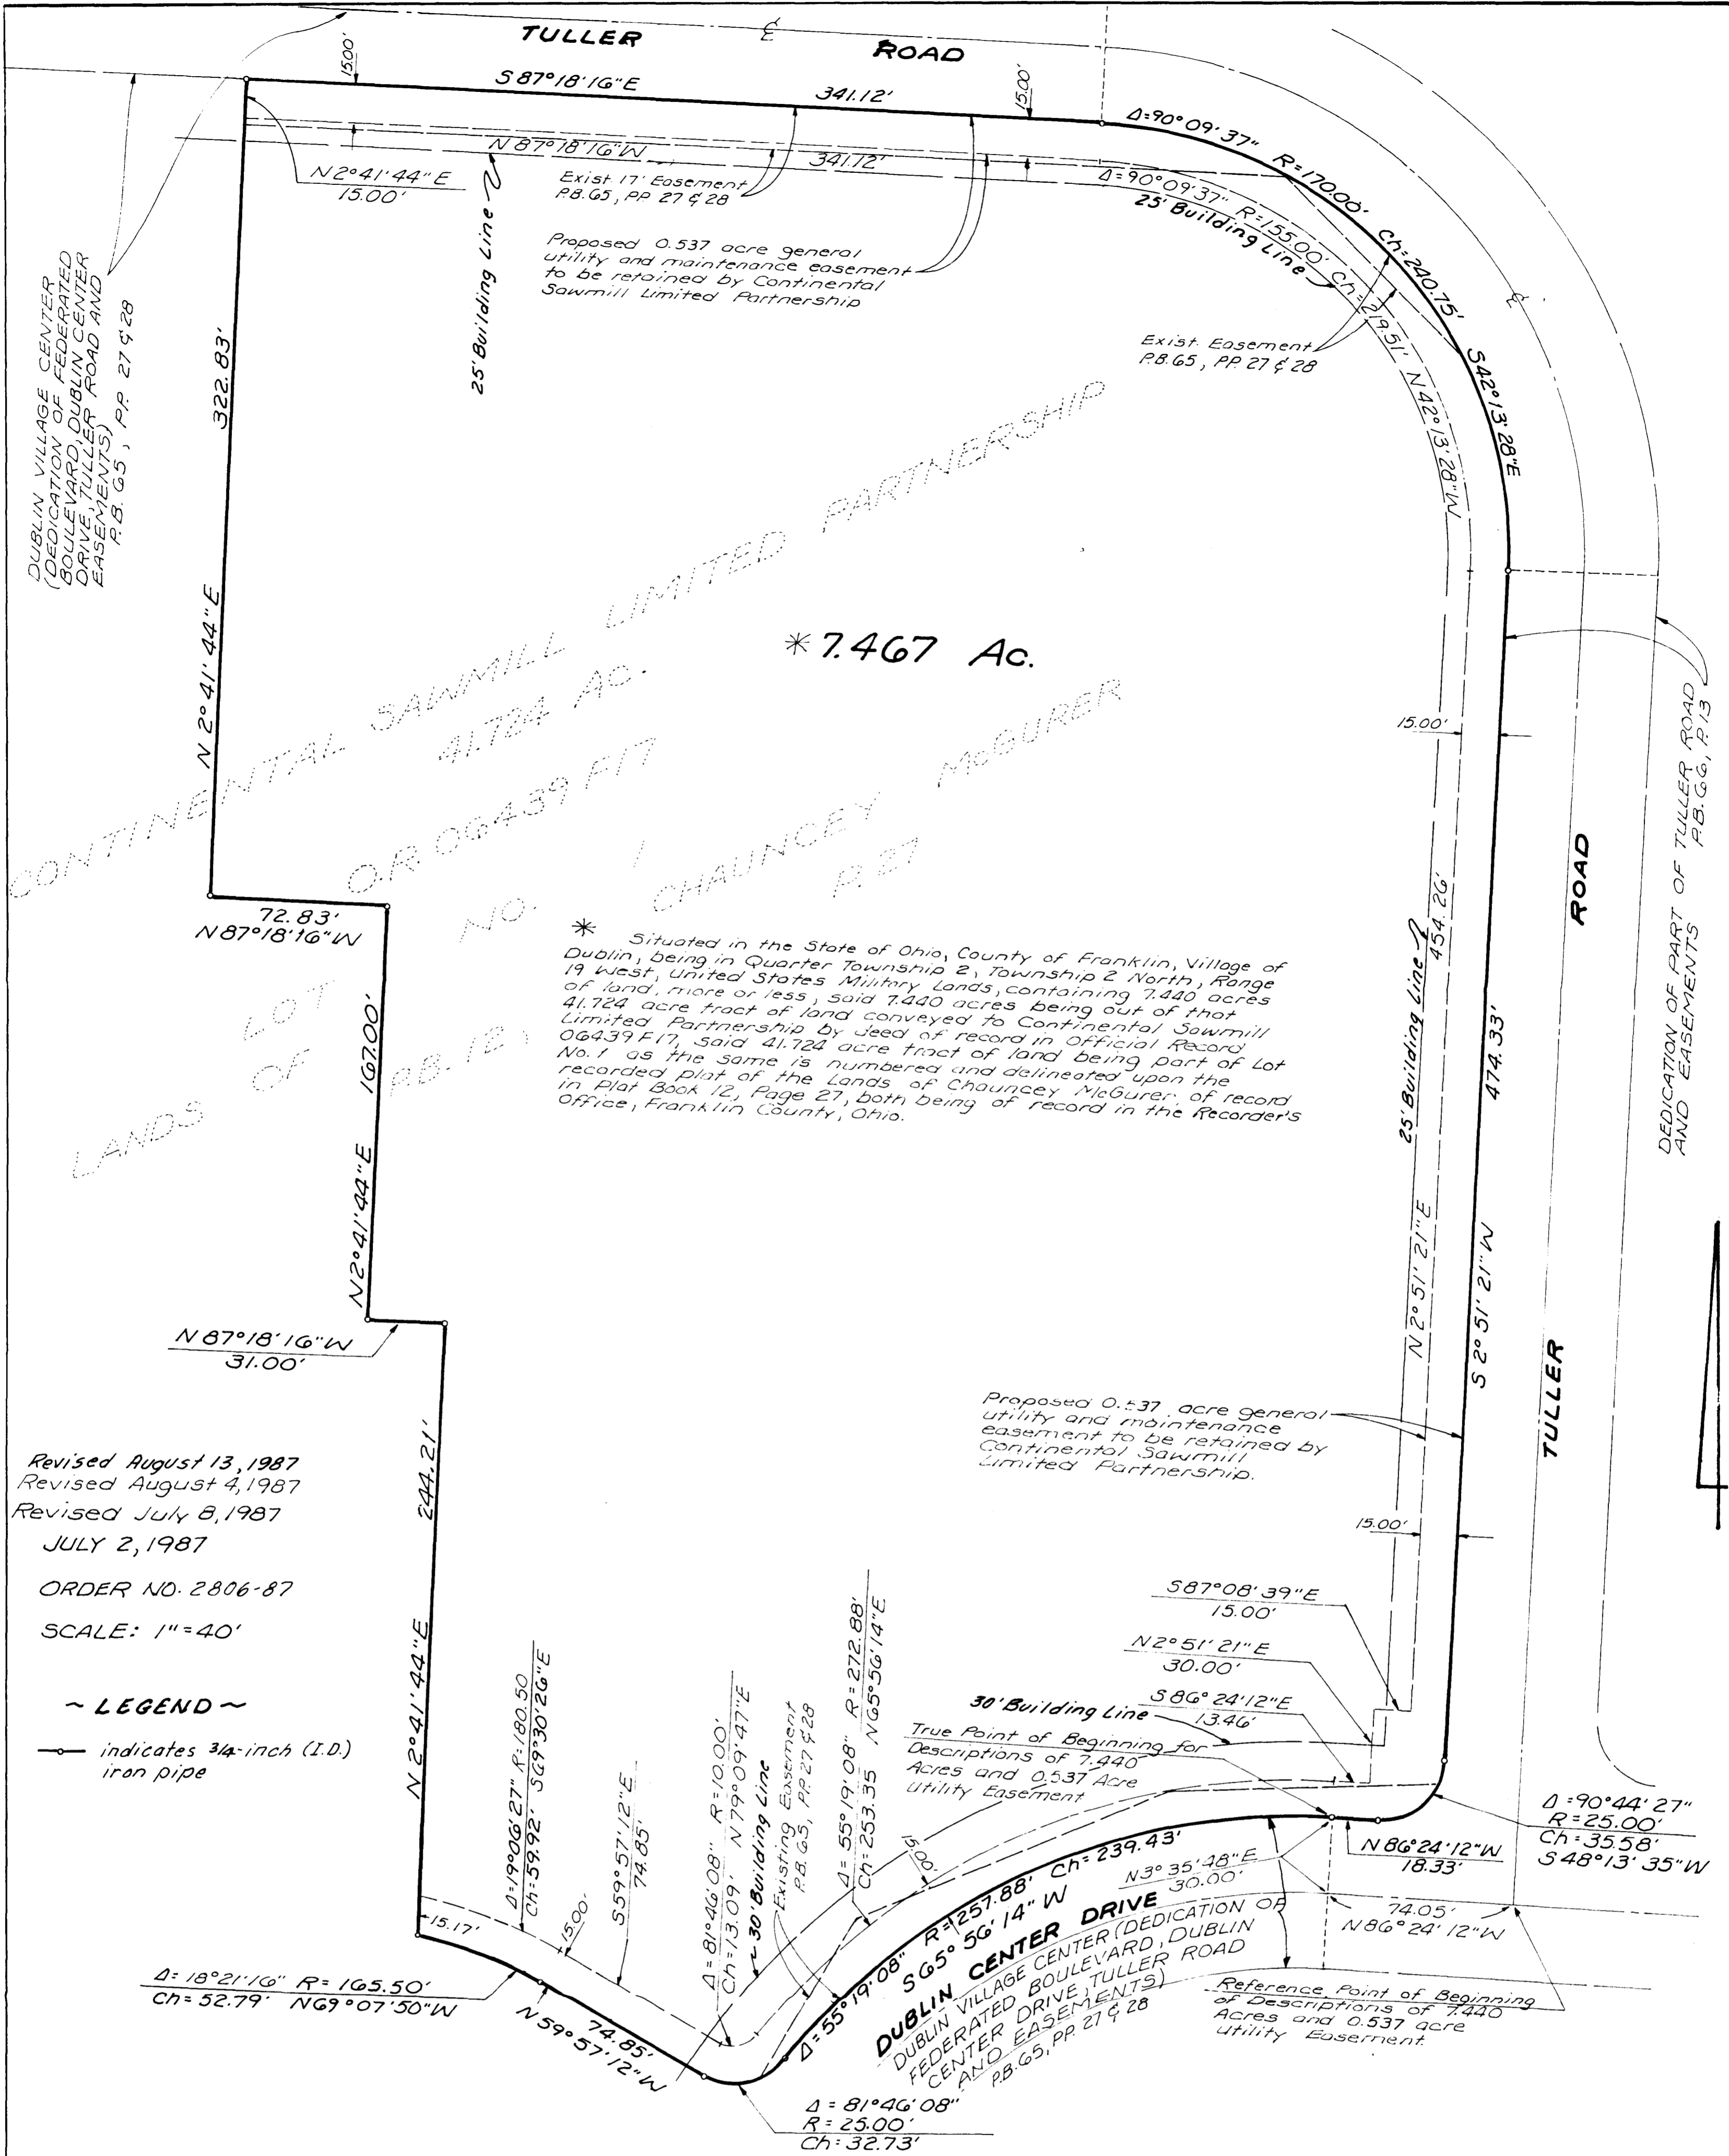 TULLER ROAD
℄
15.00'
S 87°18'16"E 341.12'
15.00'
Δ=90°09'37" R=170.00' Ch=240.75' S42°13'28"E
N 2°41'44"E
15.00'
N 87°18'16"W 341.12'
Exist. 17' Easement
P.B. 65, PP 27 & 28
25' Building Line
Proposed 0.537 acre general
utility and maintenance easement
to be retained by Continental
Sawmill Limited Partnership
Δ=90°09'37" R=155.00' Ch=219.51' N42°13'28"W
25' Building Line
℄
Exist. Easement
P.B. 65, PP. 27 & 28
DUBLIN VILLAGE CENTER
(DEDICATION OF FEDERATED
BOULEVARD, DUBLIN CENTER
DRIVE, TULLER ROAD AND
EASEMENTS)
P.B. 65, PP. 27 & 28
322.83'
N 2°41'44"E
CONTINENTAL SAWMILL LIMITED PARTNERSHIP
41.724 AC.
O.R. 06439 F17
* 7.467 Ac.
LOT NO. 1
LANDS OF CHAUNCEY McGURER
P.B. 12, P. 27
72.83'
N 87°18'16"W
* Situated in the State of Ohio, County of Franklin, Village of
Dublin, being in Quarter Township 2, Township 2 North, Range
19 West, United States Military Lands, containing 7.440 acres
of land, more or less, said 7.440 acres being out of that
41.724 acre tract of land conveyed to Continental Sawmill
Limited Partnership by deed of record in Official Record
06439 F17, said 41.724 acre tract of land being part of Lot
No. 1 as the same is numbered and delineated upon the
recorded plat of the Lands of Chauncey McGurer, of record
in Plat Book 12, Page 27, both being of record in the Recorder's
Office, Franklin County, Ohio.
15.00'
25' Building Line
454.26'
N 2°51'21"E
474.33'
S 2°51'21"W
TULLER ROAD
DEDICATION OF PART OF TULLER ROAD
AND EASEMENTS P.B. 66, P. 13
167.00'
N 2°41'44"E
N 87°18'16"W
31.00'
244.21'
N 2°41'44"E
Proposed 0.537 acre general
utility and maintenance
easement to be retained by
Continental Sawmill
Limited Partnership.
15.00'
Revised August 13, 1987
Revised August 4, 1987
Revised July 8, 1987
JULY 2, 1987
ORDER NO. 2806-87
SCALE: 1"=40'
~ LEGEND ~
indicates 3/4-inch (I.D.)
iron pipe
S87°08'39"E
15.00'
N 2°51'21"E
30.00'
S 86°24'12"E
13.46'
30' Building Line
True Point of Beginning for
Descriptions of 7.440
Acres and 0.537 Acre
Utility Easement
Δ=19°06'27" R=180.50
Ch=59.92' S69°30'26"E
15.00'
S59°57'12"E
74.85'
Δ=81°46'08" R=10.00'
Ch=13.09' N79°09'47"E
30' Building Line
Existing Easement
P.B. 65, PP. 27 & 28
Δ=55°19'08" R=272.88'
Ch=253.35 N65°56'14"E
15.00'
15.17'
Δ=18°21'16" R=165.50'
Ch=52.79' N69°07'50"W
74.85'
N 59°57'12"W
Δ=81°46'08"
R=25.00'
Ch=32.73'
Δ=55°19'08" R=257.88' Ch=239.43'
S 65°56'14" W
DUBLIN CENTER DRIVE
DUBLIN VILLAGE CENTER (DEDICATION OF
FEDERATED BOULEVARD, DUBLIN
CENTER DRIVE, TULLER ROAD
AND EASEMENTS)
P.B. 65, PP. 27 & 28
N3°35'48"E
30.00'
N 86°24'12"W
18.33'
Δ=90°44'27"
R=25.00'
Ch=35.58'
S 48°13'35"W
74.05'
N 86°24'12"W
Reference Point of Beginning
of Descriptions of 7.440
Acres and 0.537 acre
Utility Easement.